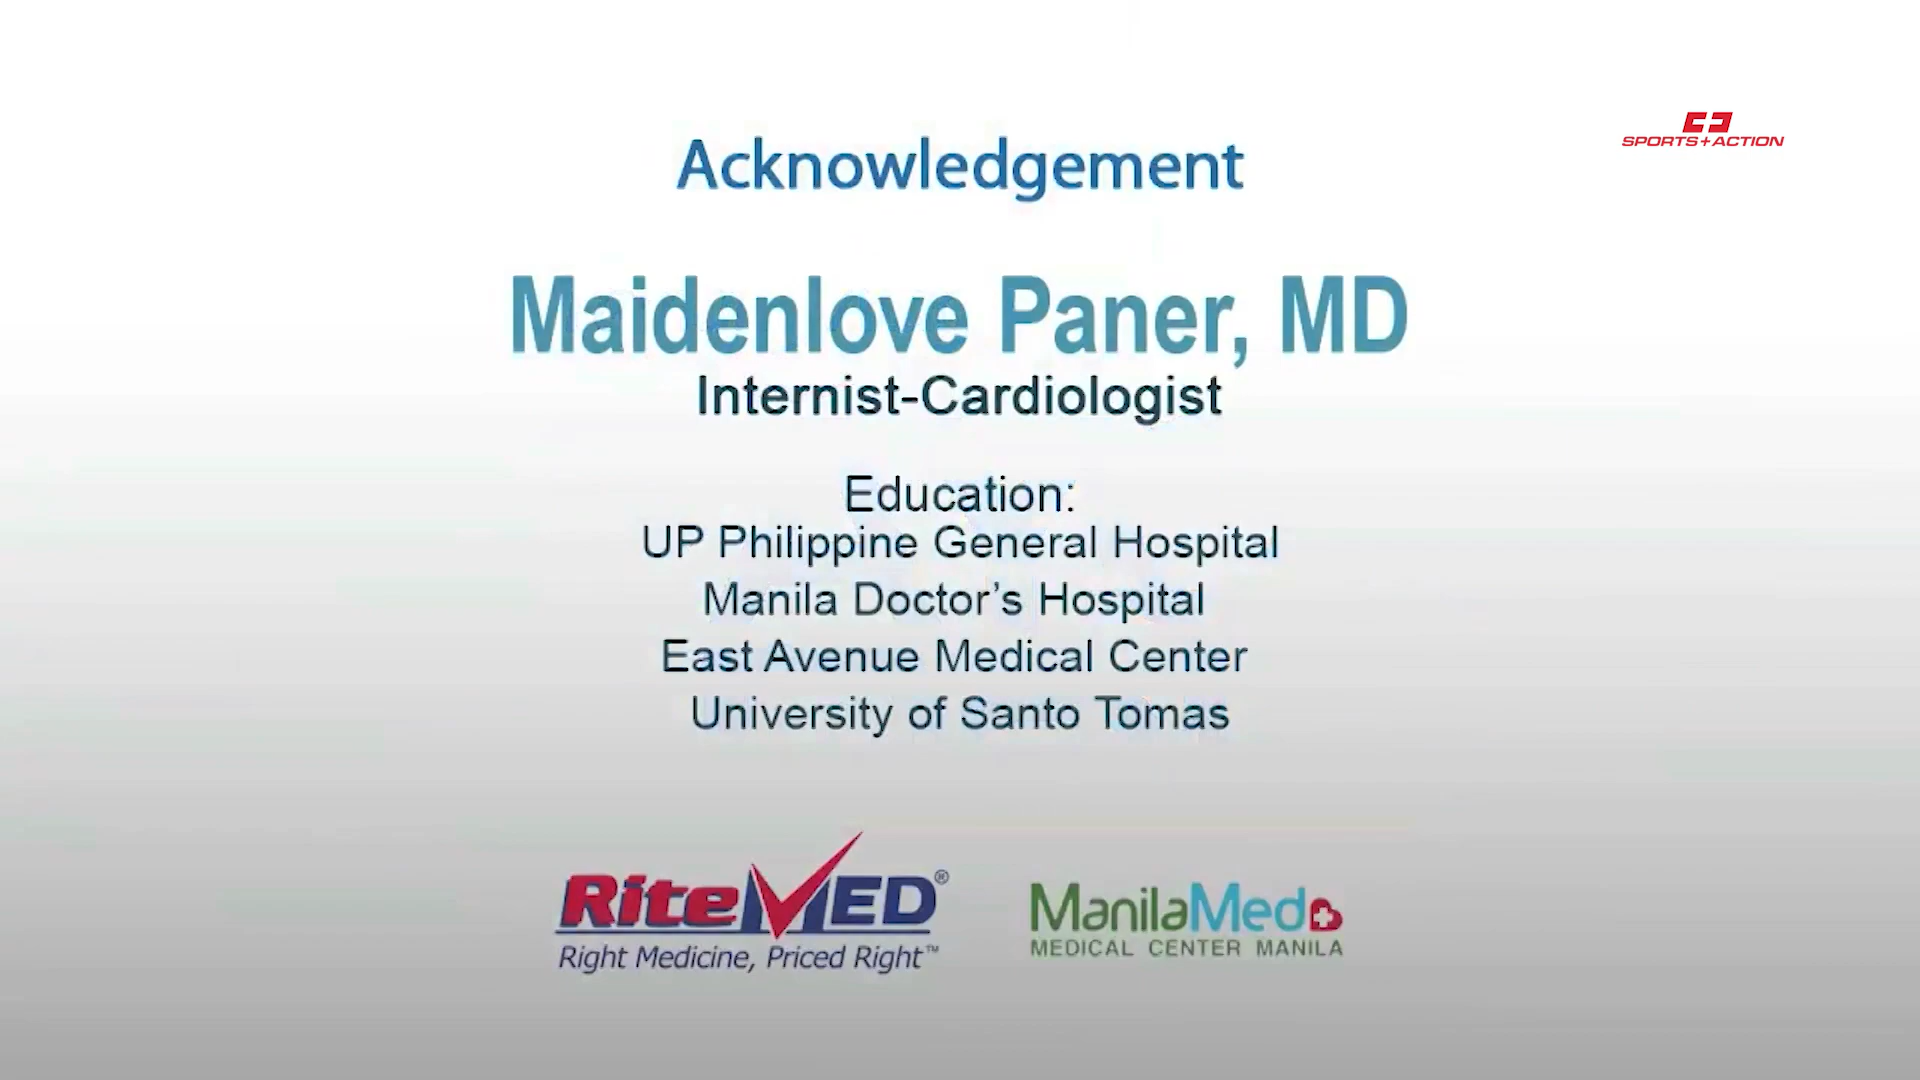 SPORTS+ACTION
Acknowledgement
Maidenlove Paner, MD
Internist-Cardiologist
Education:
UP Philippine General Hospital
Manila Doctor’s Hospital
East Avenue Medical Center
University of Santo Tomas
RiteMED®
Right Medicine, Priced Right™
ManilaMed
MEDICAL CENTER MANILA